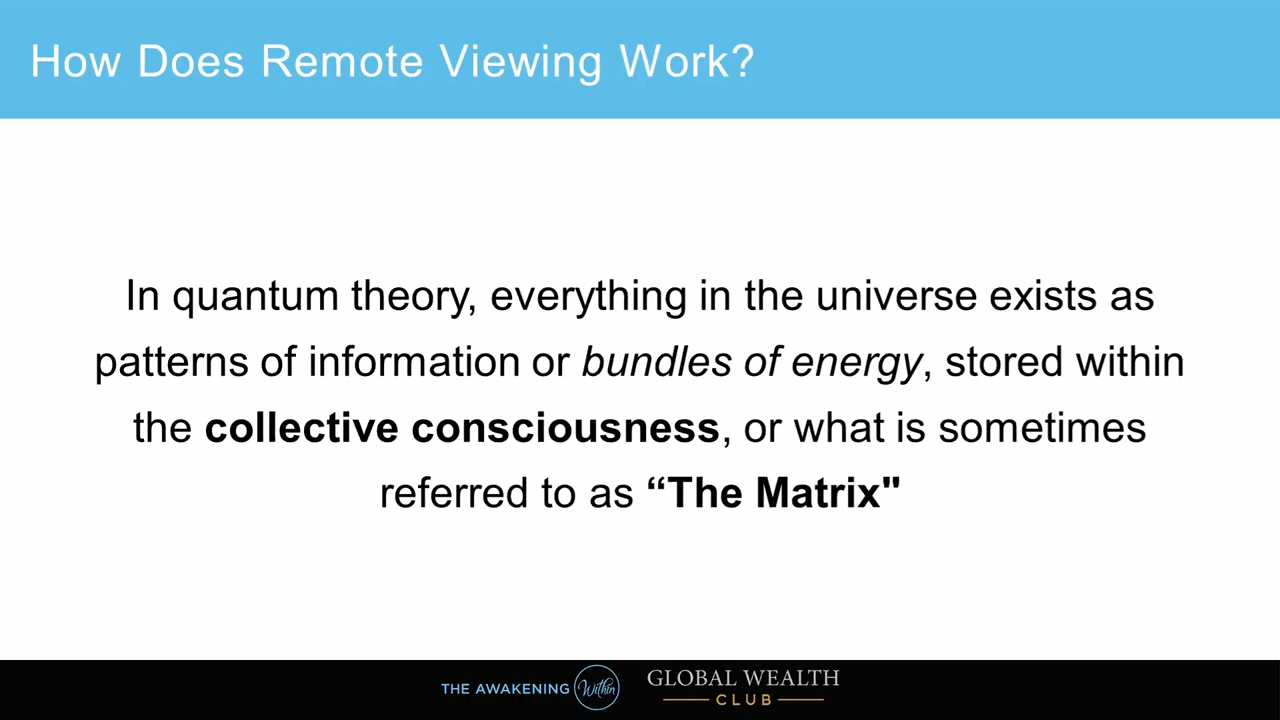 How Does Remote Viewing Work?
In quantum theory, everything in the universe exists as
patterns of information or bundles of energy, stored within
the collective consciousness, or what is sometimes
referred to as “The Matrix"
THE AWAKENING Within
GLOBAL WEALTH
CLUB